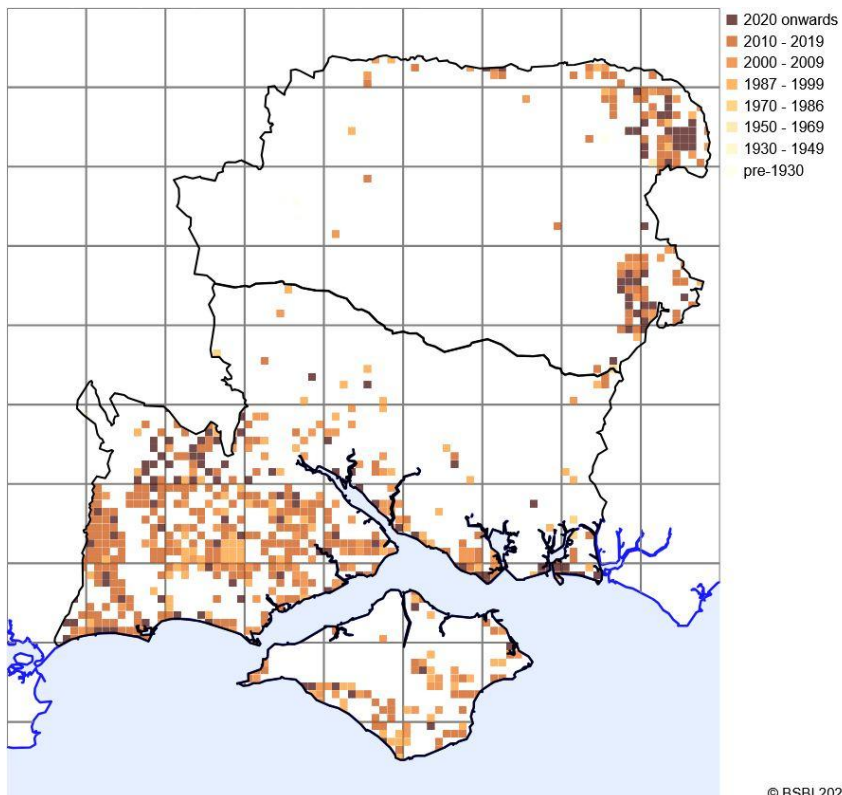 2020 onwards
2010 - 2019
2000 - 2009
1987 - 1999
1970 - 1986
1950 - 1969
1930 - 1949
pre-1930
© BSBI 202